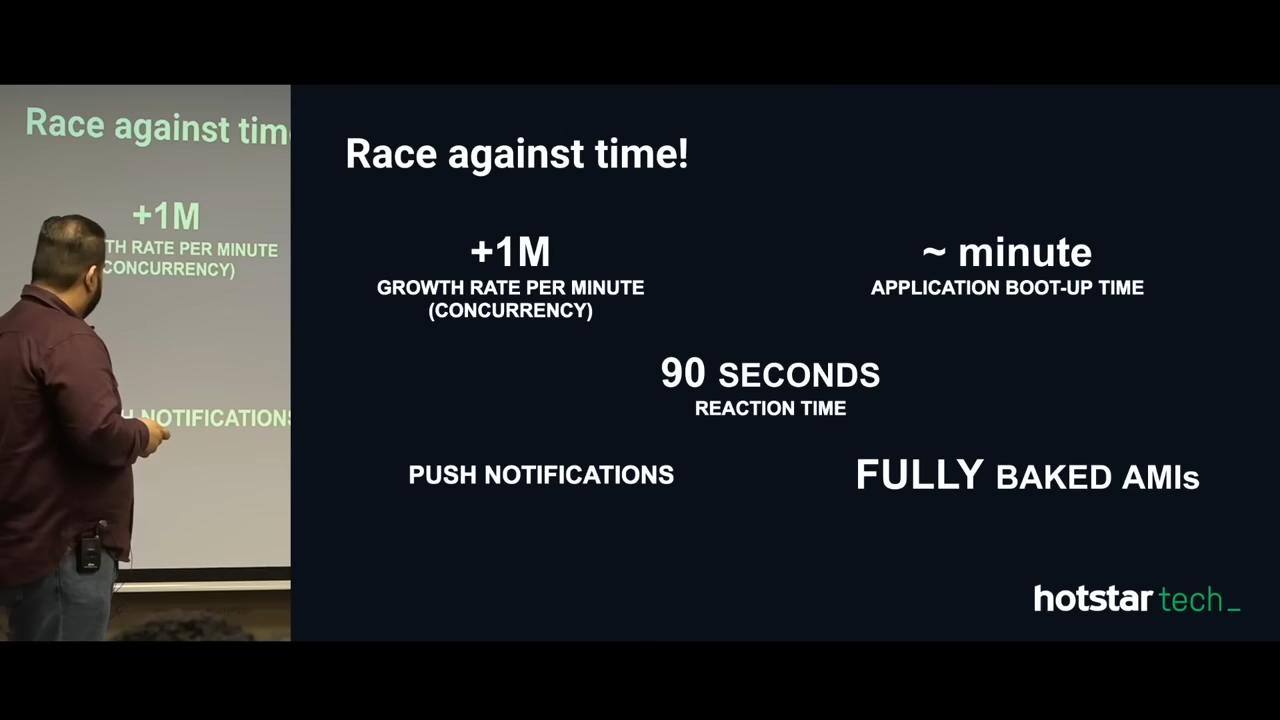 Race against tim
+1M
TH RATE PER MINUTE
CONCURRENCY)
H NOTIFICATIONS
Race against time!
+1M
GROWTH RATE PER MINUTE
(CONCURRENCY)
~ minute
APPLICATION BOOT-UP TIME
90 SECONDS
REACTION TIME
PUSH NOTIFICATIONS
FULLY BAKED AMIs
hotstar tech_